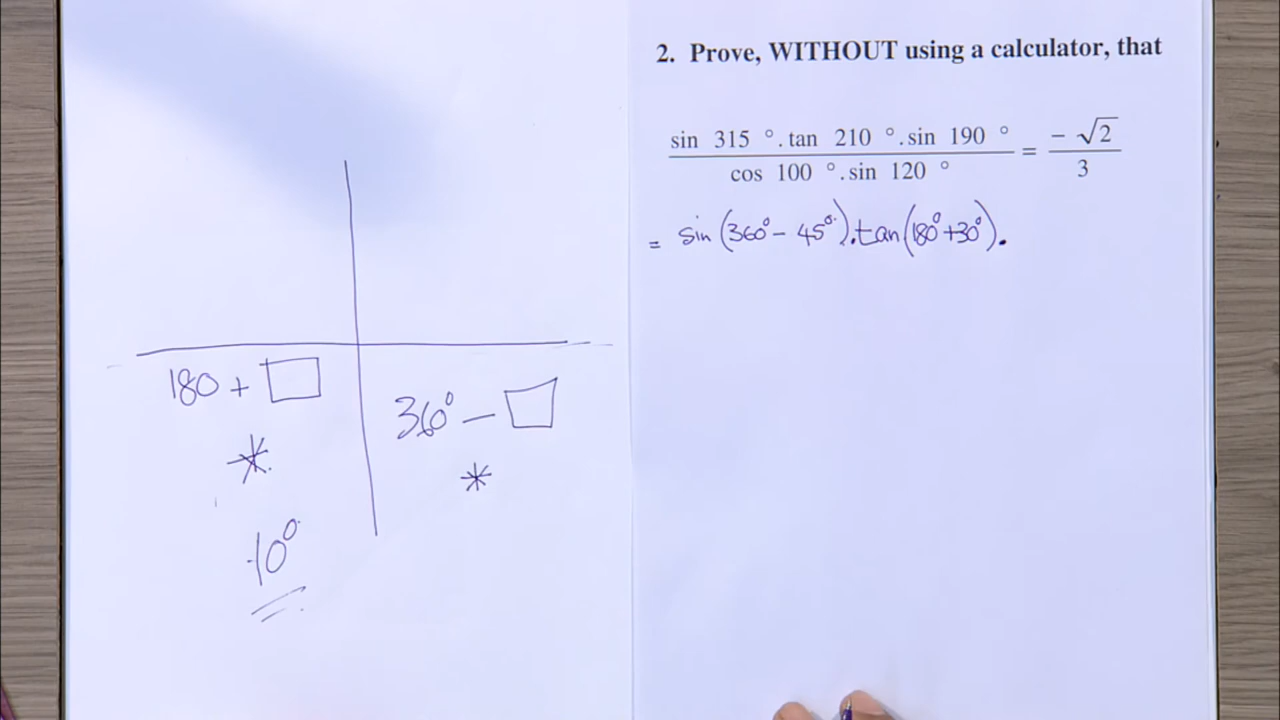 2. Prove, WITHOUT using a calculator, that
sin 315 °. tan 210 °. sin 190 °
cos 100 °. sin 120 °
= - √2
3
= sin (360° - 45°). tan (180° + 30°).
180 + □
360° - □
*
*
10°